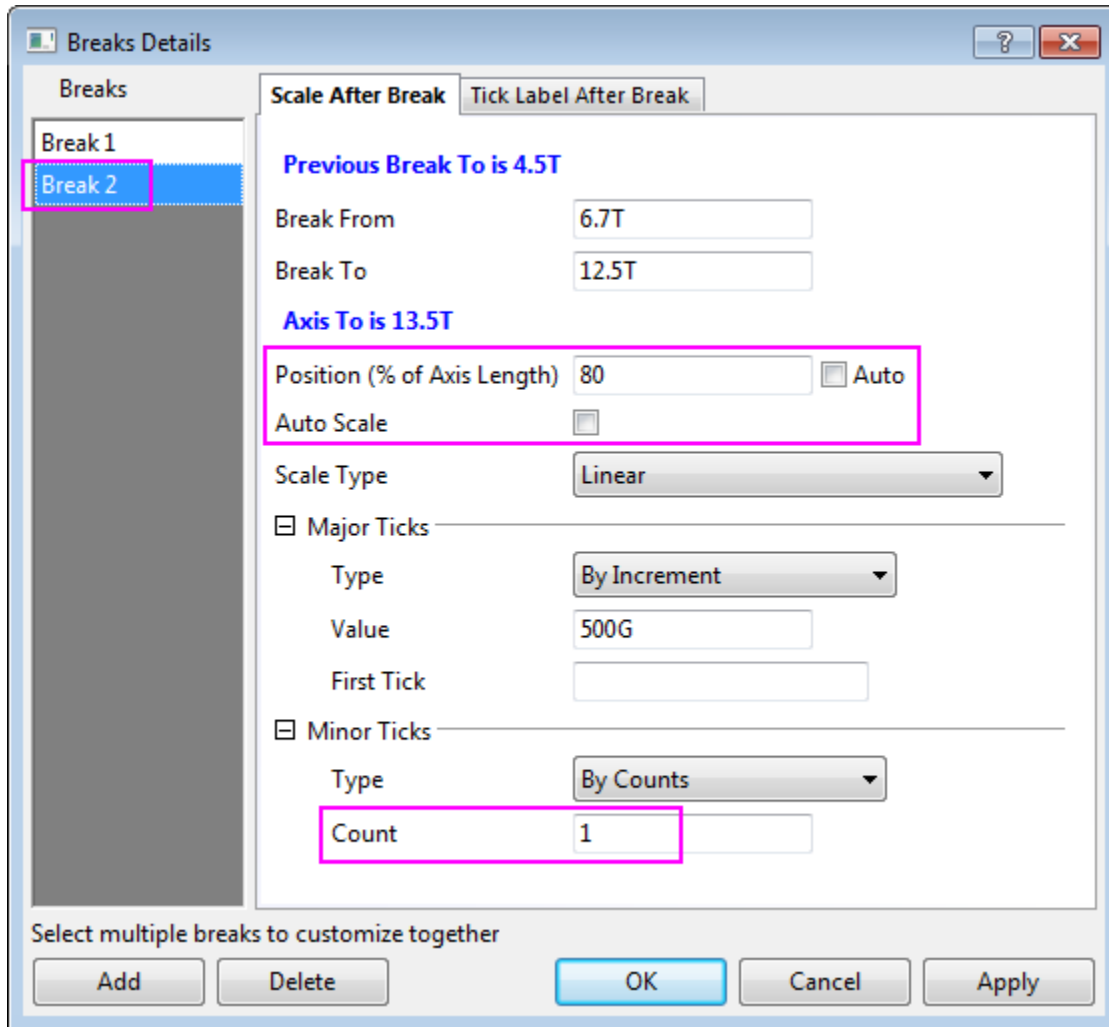 Breaks Details
Breaks
Scale After Break Tick Label After Break
Break 1
Break 2
Previous Break To is 4.5T
Break From 6.7T
Break To 12.5T
Axis To is 13.5T
Position (% of Axis Length) 80 Auto
Auto Scale
Scale Type Linear
Major Ticks
Type By Increment
Value 500G
First Tick
Minor Ticks
Type By Counts
Count 1
Select multiple breaks to customize together
Add Delete OK Cancel Apply